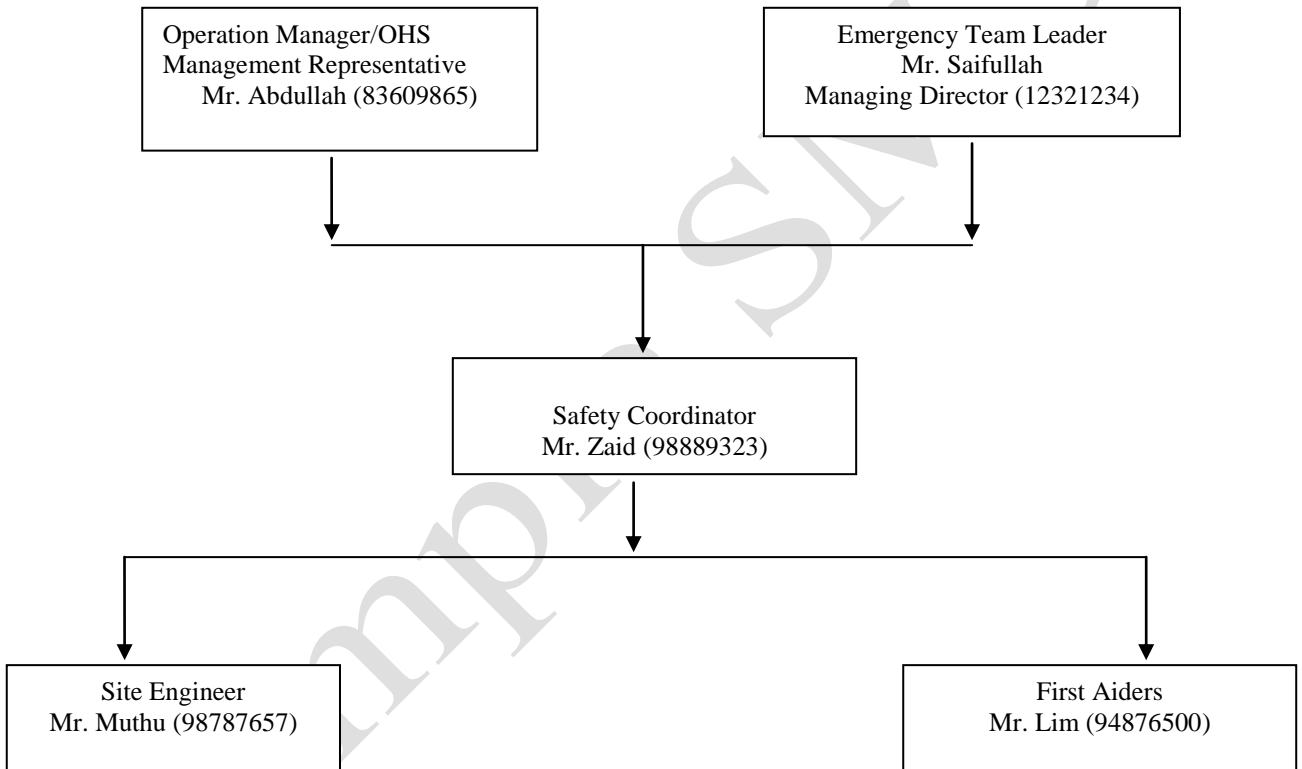 Operation Manager/OHS
Management Representative
Mr. Abdullah (83609865)
Emergency Team Leader
Mr. Saifullah
Managing Director (12321234)
Safety Coordinator
Mr. Zaid (98889323)
Site Engineer
Mr. Muthu (98787657)
First Aiders
Mr. Lim (94876500)